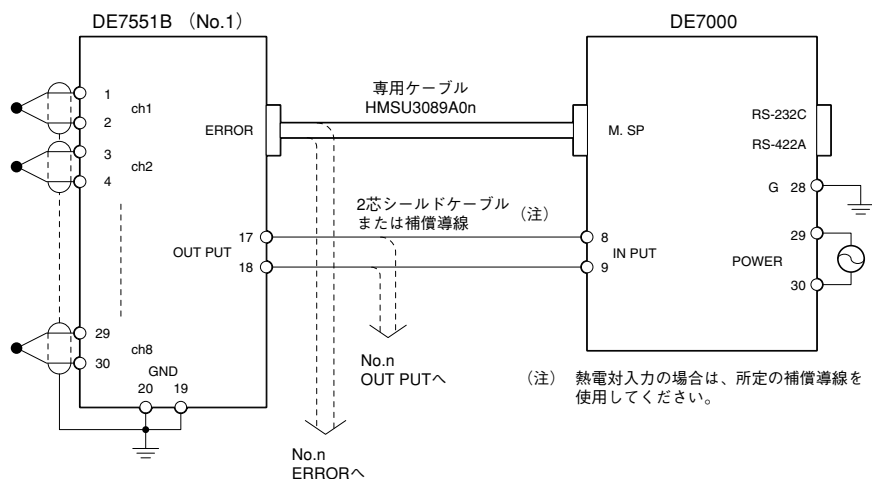 DE7551B （No.1）
DE7000
1
ch1
2
3
ch2
4
29
ch8
30
GND
20
19
ERROR
OUT PUT
17
18
専用ケーブル
HMSU3089A0n
2芯シールドケーブル
または補償導線
（注）
No.n
OUT PUTへ
No.n
ERRORへ
M. SP
8
IN PUT
9
RS-232C
RS-422A
G 28
29
POWER
30
（注） 熱電対入力の場合は、所定の補償導線を
使用してください。